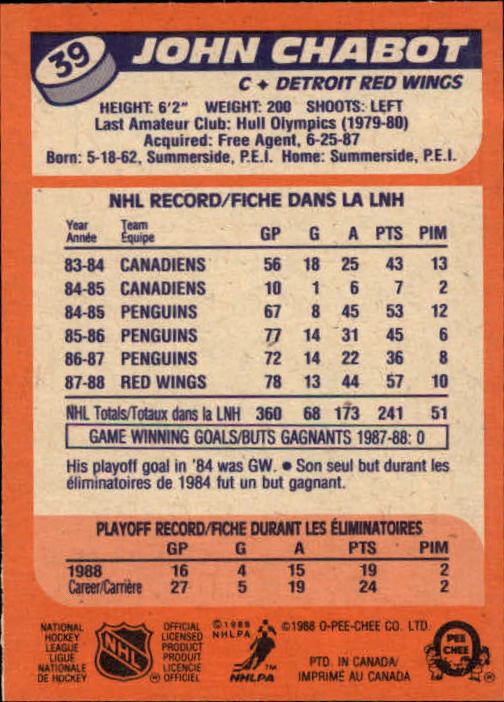 39 JOHN CHABOT
C ♦ DETROIT RED WINGS
HEIGHT: 6'2" WEIGHT: 200 SHOOTS: LEFT
Last Amateur Club: Hull Olympics (1979-80)
Acquired: Free Agent, 6-25-87
Born: 5-18-62, Summerside, P.E.I. Home: Summerside, P.E.I.
NHL RECORD/FICHE DANS LA LNH
Year Team
Année Équipe GP G A PTS PIM
83-84 CANADIENS 56 18 25 43 13
84-85 CANADIENS 10 1 6 7 2
84-85 PENGUINS 67 8 45 53 12
85-86 PENGUINS 77 14 31 45 6
86-87 PENGUINS 72 14 22 36 8
87-88 RED WINGS 78 13 44 57 10
NHL Totals/Totaux dans la LNH 360 68 173 241 51
GAME WINNING GOALS/BUTS GAGNANTS 1987-88: 0
His playoff goal in '84 was GW. ● Son seul but durant les
éliminatoires de 1984 fut un but gagnant.
PLAYOFF RECORD/FICHE DURANT LES ÉLIMINATOIRES
GP G A PTS PIM
1988 16 4 15 19 2
Career/Carrière 27 5 19 24 2
NATIONAL
HOCKEY
LEAGUE
LIGUE
NATIONALE
DE HOCKEY
NHL
®
OFFICIAL
LICENSED
PRODUCT
PRODUIT
LICENCIÉ
OFFICIEL
© 1988
NHLPA
™
NHLPA
©1988 O-PEE-CHEE CO. LTD.
PTD. IN CANADA/
IMPRIMÉ AU CANADA
O
PEE
CHEE
®